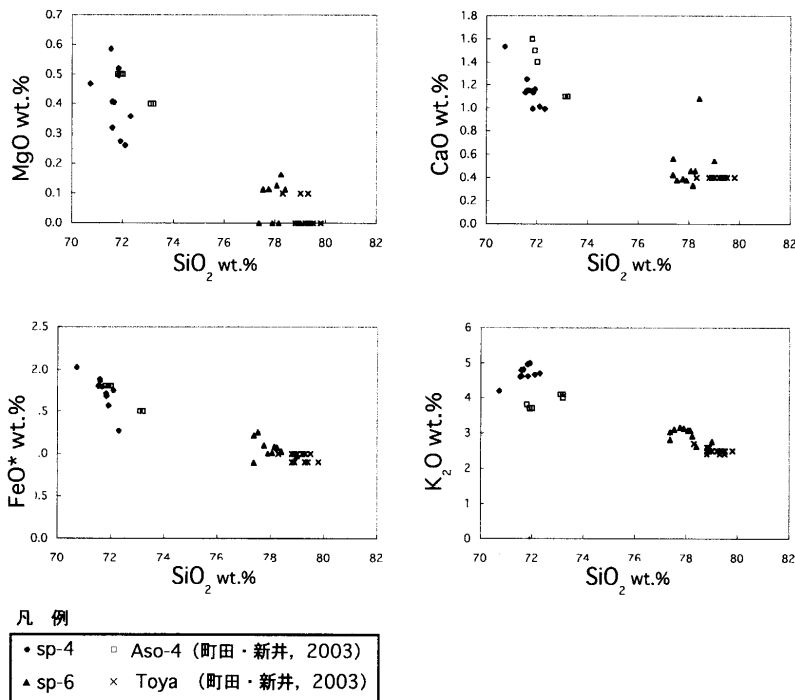 MgO wt.%
0.7
0.6
0.5
0.4
0.3
0.2
0.1
0.0
70 72 74 76 78 80 82
SiO2 wt.%
CaO wt.%
1.8
1.6
1.4
1.2
1.0
0.8
0.6
0.4
0.2
0.0
70 72 74 76 78 80 82
SiO2 wt.%
FeO* wt.%
2.5
2.0
.5
.0
0.5
0.0
70 72 74 76 78 80 82
SiO2 wt.%
K2O wt.%
6
5
4
3
2
1
0
70 72 74 76 78 80 82
SiO2 wt.%
凡 例
sp-4 Aso-4 (町田・新井, 2003)
sp-6 Toya (町田・新井, 2003)